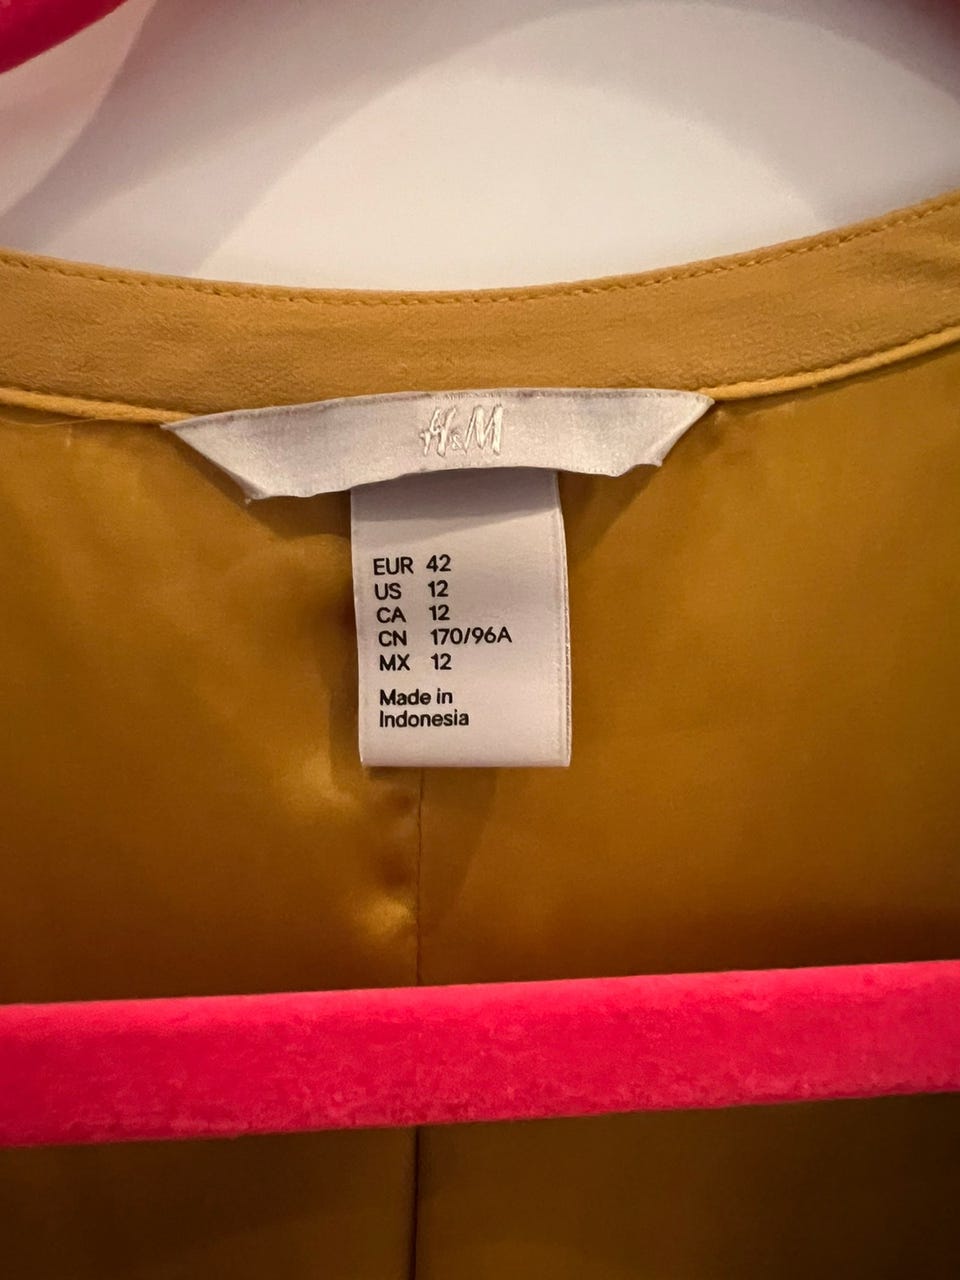 H&M
EUR 42
US 12
CA 12
CN 170/96A
MX 12
Made in
Indonesia